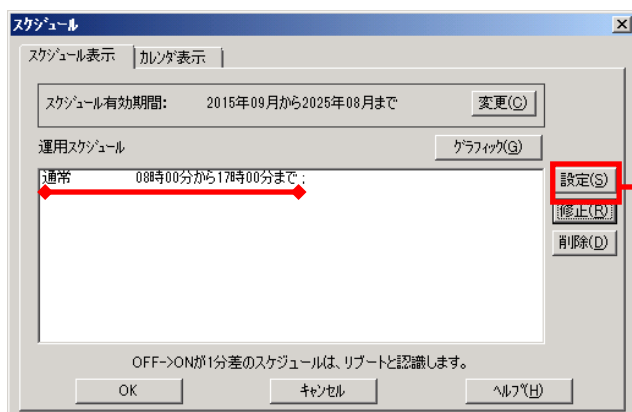 スケジュール
スケジュール表示 カレンダ表示
スケジュール有効期間: 2015年09月から2025年08月まで 変更(C)
運用スケジュール グラフィック(G)
通常 08時00分から17時00分まで :
設定(S)
修正(R)
削除(D)
OFF->ONが1分差のスケジュールは、リブートと認識します。
OK キャンセル ヘルプ(H)